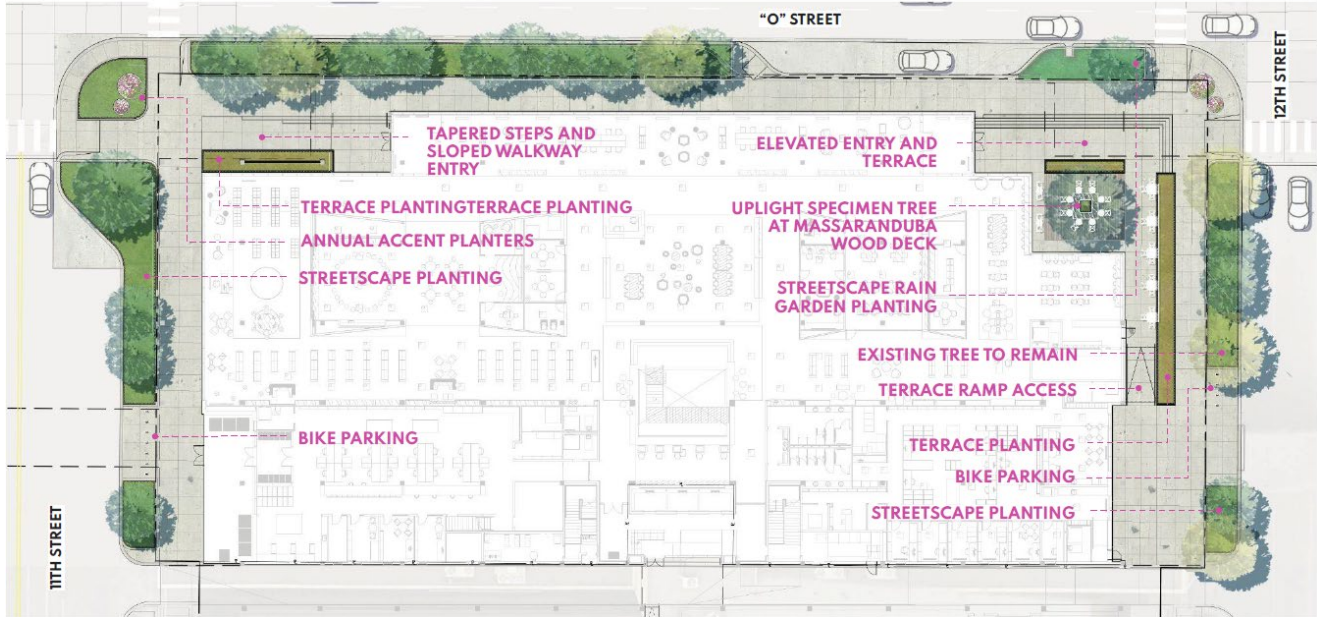 “O” STREET
12TH STREET
TAPERED STEPS AND
SLOPED WALKWAY
ENTRY
TERRACE PLANTINGTERRACE PLANTING
ANNUAL ACCENT PLANTERS
STREETSCAPE PLANTING
BIKE PARKING
11TH STREET
ELEVATED ENTRY AND
TERRACE
UPLIGHT SPECIMEN TREE
AT MASSARANDUBA
WOOD DECK
STREETSCAPE RAIN
GARDEN PLANTING
EXISTING TREE TO REMAIN
TERRACE RAMP ACCESS
TERRACE PLANTING
BIKE PARKING
STREETSCAPE PLANTING